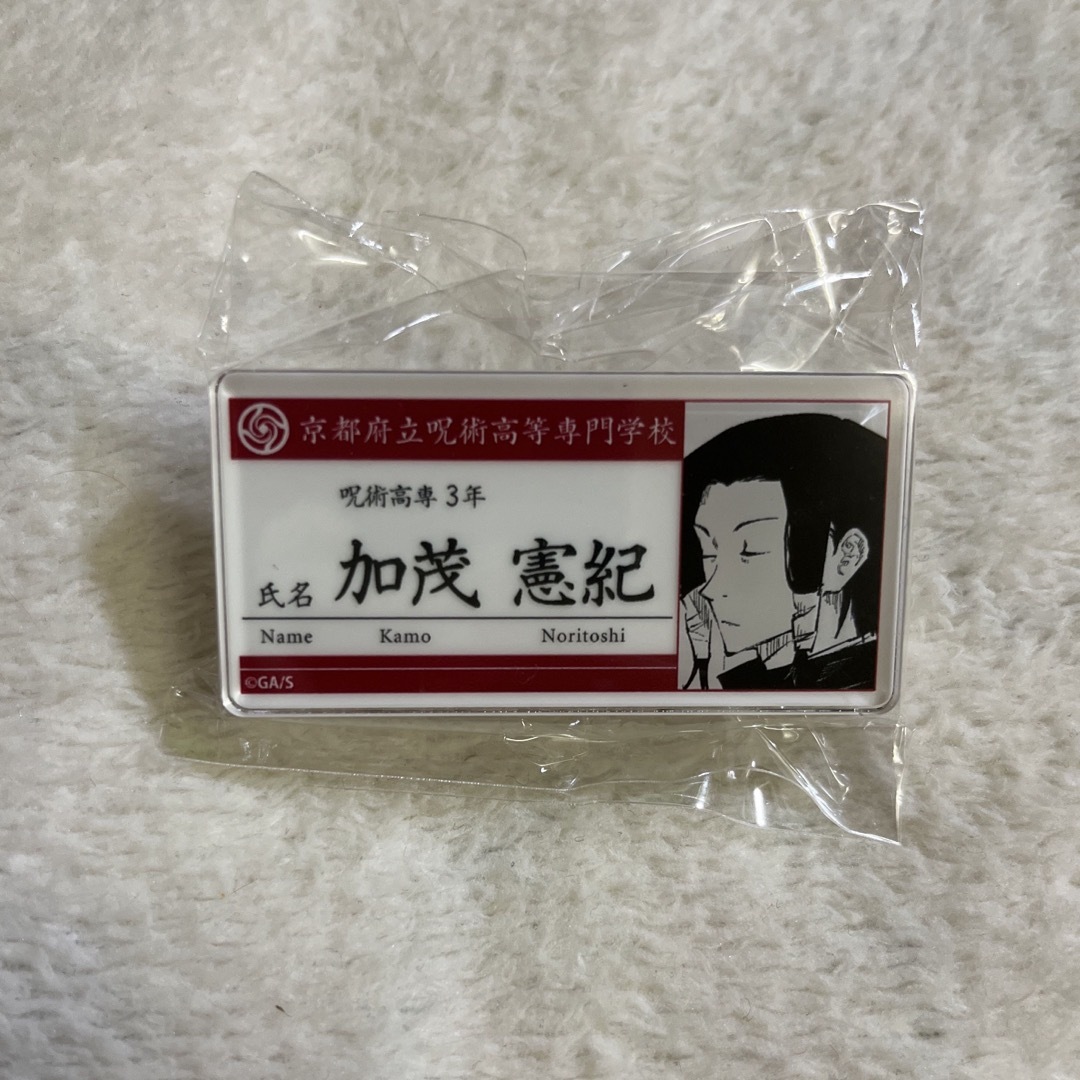 京都府立呪術高等専門学校
呪術高専 3年
氏名 加茂 憲紀
Name Kamo Noritoshi
©GA/S